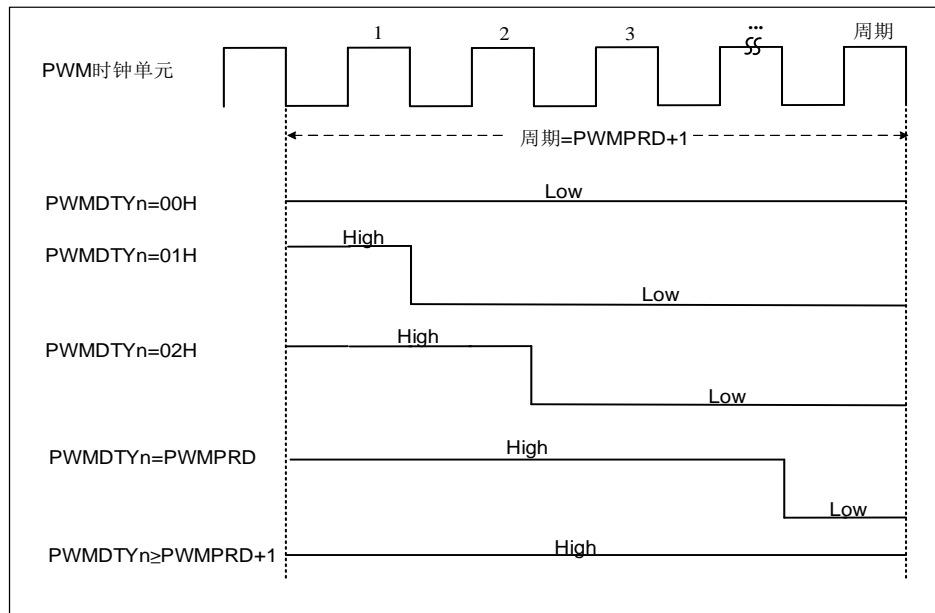 1 2 3 ... 周期
PWM时钟单元
周期=PWMPRD+1
PWMDTYn=00H Low
PWMDTYn=01H High Low
PWMDTYn=02H High Low
PWMDTYn=PWMPRD High Low
PWMDTYn≥PWMPRD+1 High